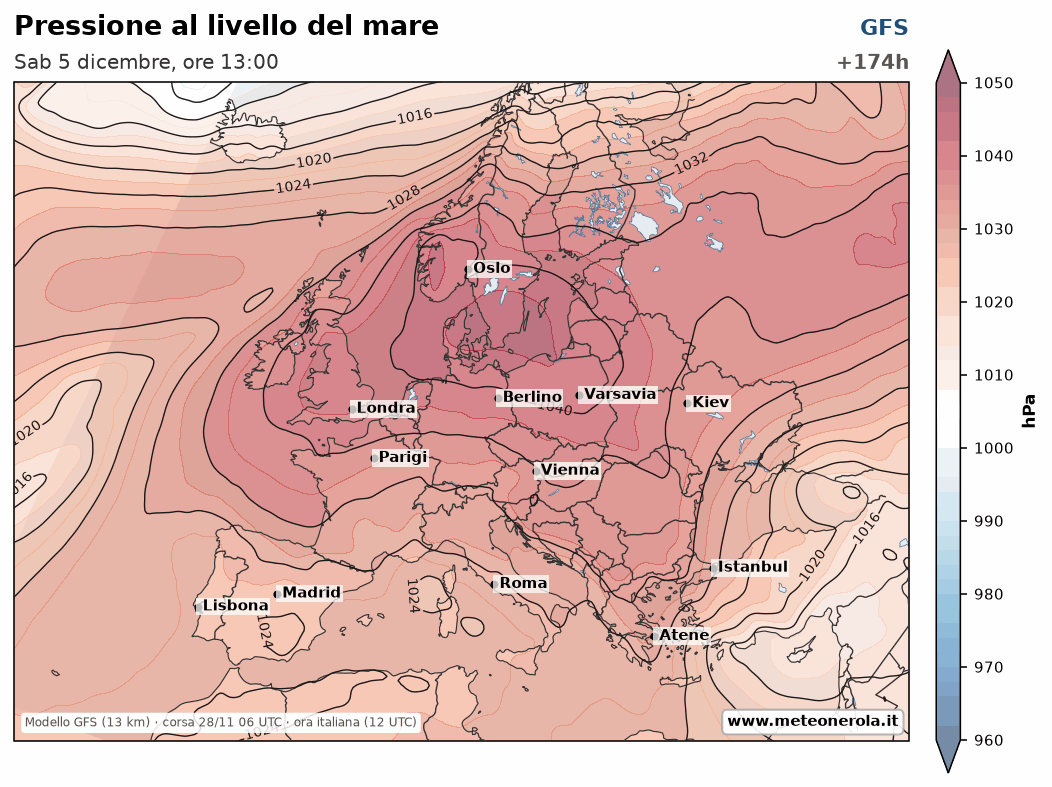 Pressione al livello del mare
GFS
Sab 5 dicembre, ore 13:00
+174h
1016
1020
1024
1028
1032
Oslo
1040
Londra
Berlino
Varsavia
Kiev
Parigi
Vienna
1020
1016
1016
1020
Istanbul
Roma
Madrid
Lisbona
1024
1024
Atene
1024
Modello GFS (13 km) · corsa 28/11 06 UTC · ora italiana (12 UTC)
www.meteonerola.it
1050
1040
1030
1020
1010
1000
990
980
970
960
hPa